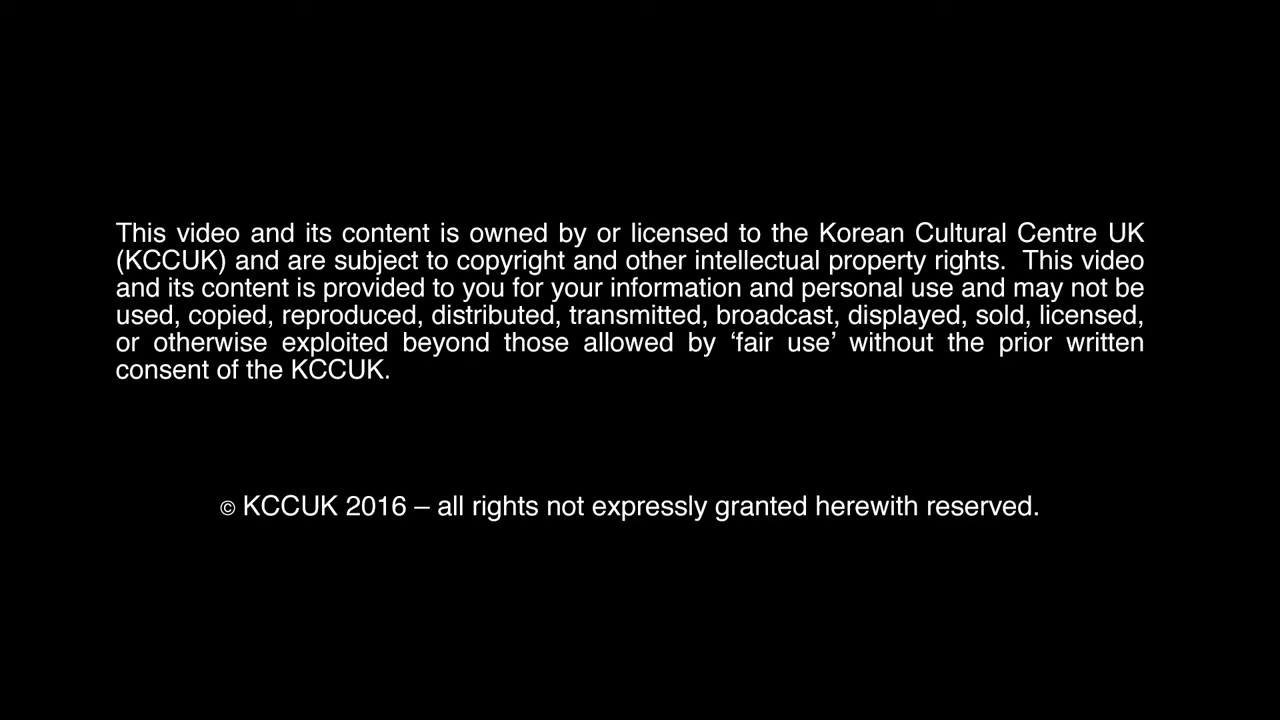 This video and its content is owned by or licensed to the Korean Cultural Centre UK
(KCCUK) and are subject to copyright and other intellectual property rights.  This video
and its content is provided to you for your information and personal use and may not be
used, copied, reproduced, distributed, transmitted, broadcast, displayed, sold, licensed,
or otherwise exploited beyond those allowed by ‘fair use’ without the prior written
consent of the KCCUK.
© KCCUK 2016 – all rights not expressly granted herewith reserved.